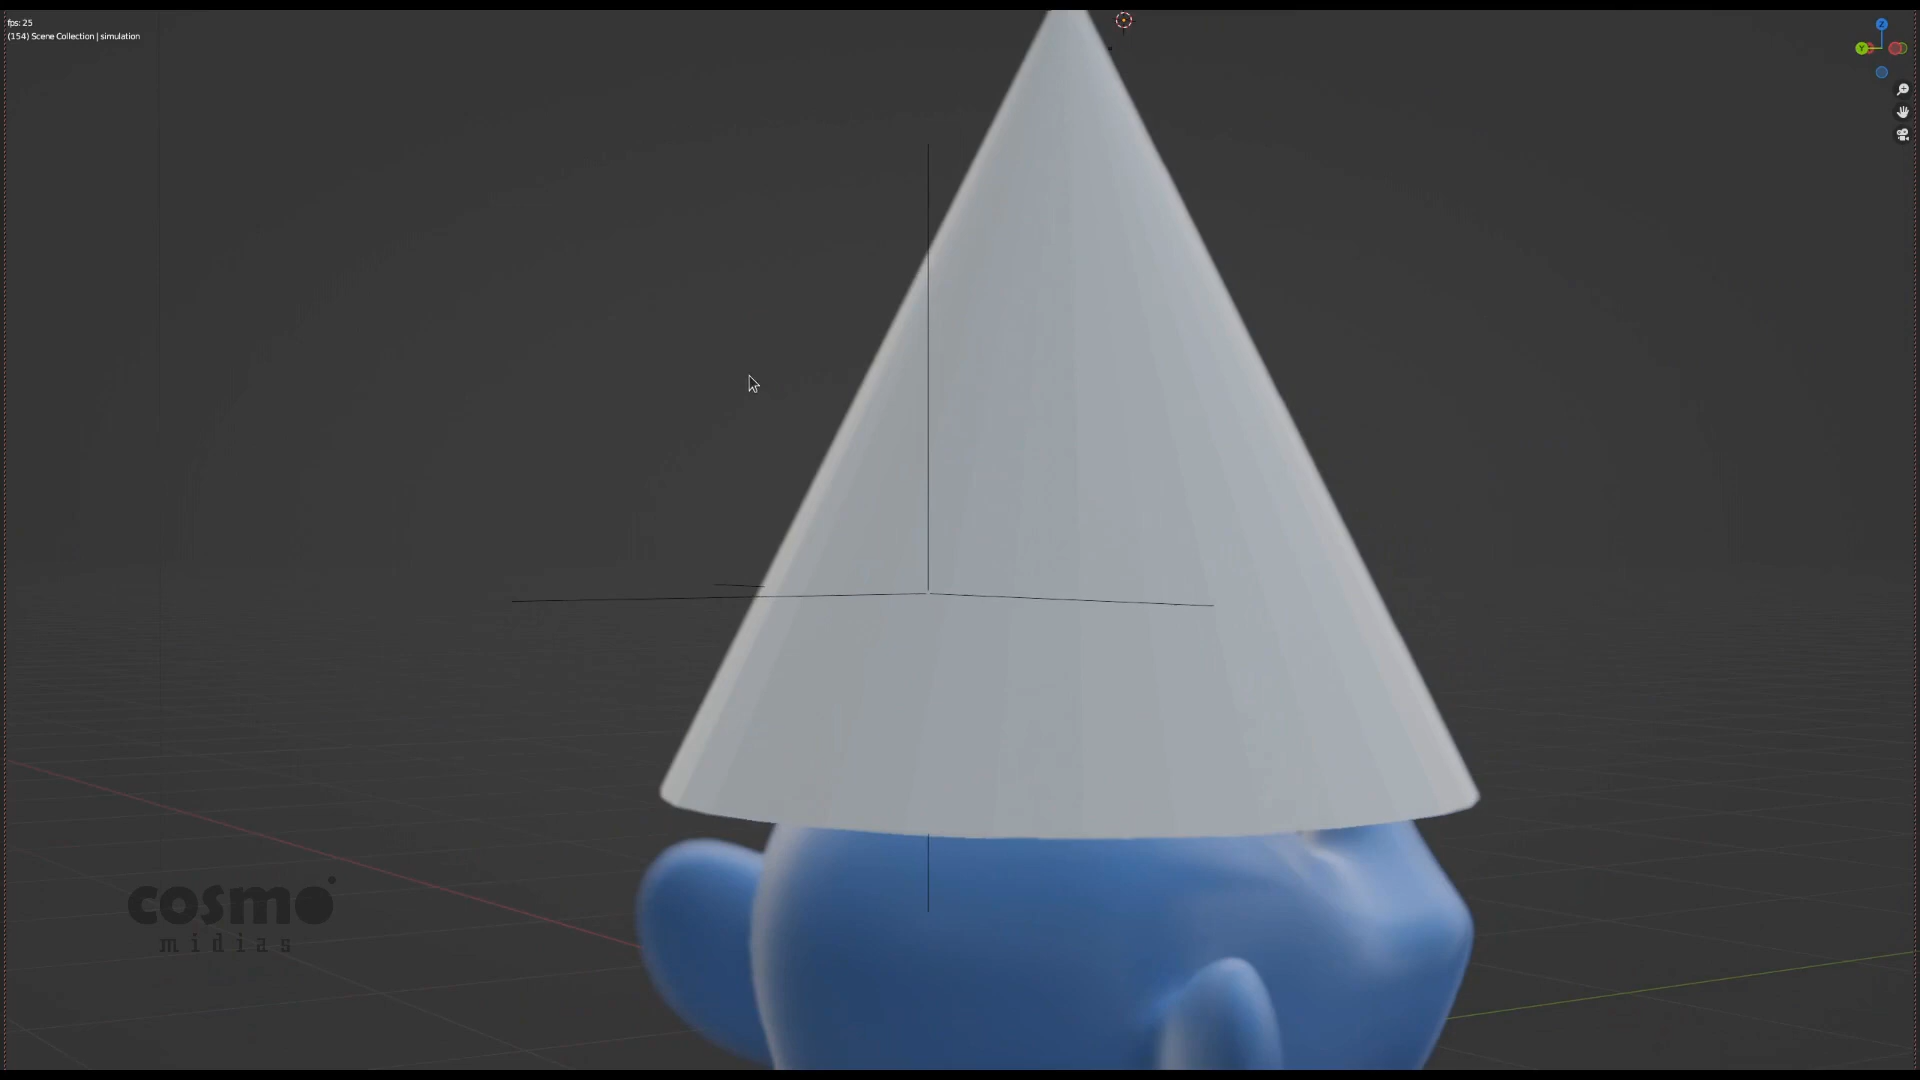 fps: 25
(154) Scene Collection | simulation
Z
Y
cosmo
midias